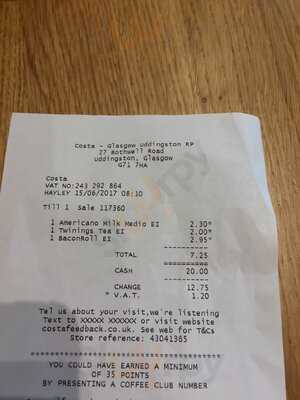 Costa - Glasgow Uddingston RP
27 Bothwell Road
Uddingston, Glasgow
G71 7HA
Costa
VAT NO:243 292 864
HAYLEY 15/06/2017 08:10
Till 1 Sale 117360
1 Americano Milk Medio EI 2.30*
1 Twinings Tea EI 2.00*
1 BaconRoll EI 2.95*
----------
TOTAL 7.25
==========
CASH 20.00
----------
CHANGE 12.75
* V.A.T. 1.20
Tel us about your visit,we're listening
Text to XXXXX XXXXXX or visit website
costafeedback.co.uk. See web for T&Cs
Store reference: 43041365
****************************************
YOU COULD HAVE EARNED A MINIMUM
OF 35 POINTS
BY PRESENTING A COFFEE CLUB NUMBER